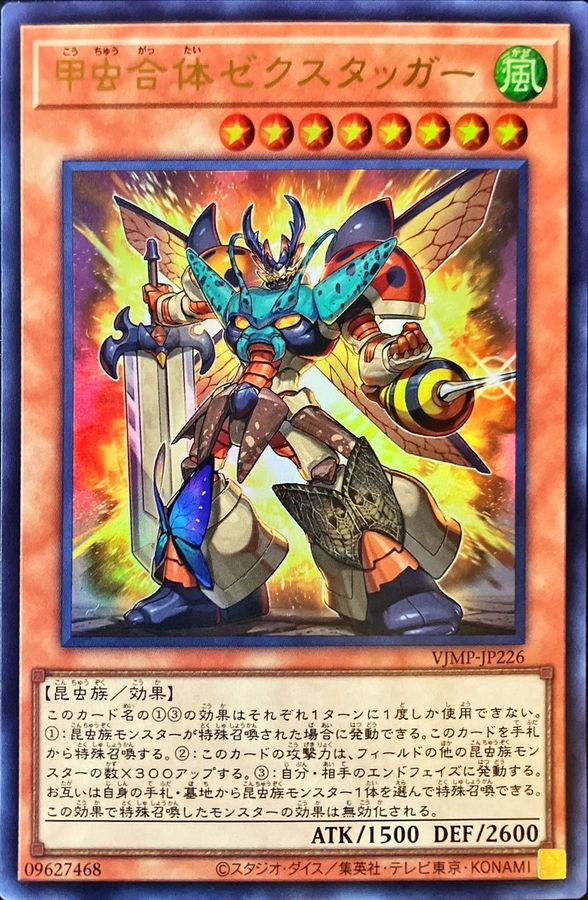 甲虫合体ゼクスタッガー
こう ちゅう がっ たい
風
かぜ
VJMP-JP226
【昆虫族／効果】
このカード名の①③の効果はそれぞれ1ターンに1度しか使用できない。
①：昆虫族モンスターが特殊召喚された場合に発動できる。このカードを手札
から特殊召喚する。②：このカードの攻撃力は、フィールドの他の昆虫族モン
スターの数×300アップする。③：自分・相手のエンドフェイズに発動する。
お互いは自身の手札・墓地から昆虫族モンスター1体を選んで特殊召喚できる。
この効果で特殊召喚したモンスターの効果は無効化される。
ATK/1500 DEF/2600
09627468
©スタジオ・ダイス／集英社・テレビ東京・KONAMI